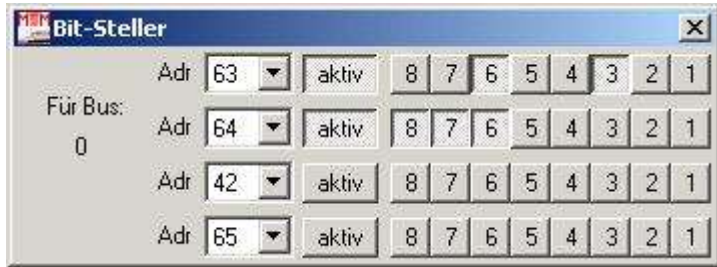 Bit-Steller
Adr 63 aktiv 8 7 6 5 4 3 2 1
Für Bus:
0
Adr 64 aktiv 8 7 6 5 4 3 2 1
Adr 42 aktiv 8 7 6 5 4 3 2 1
Adr 65 aktiv 8 7 6 5 4 3 2 1